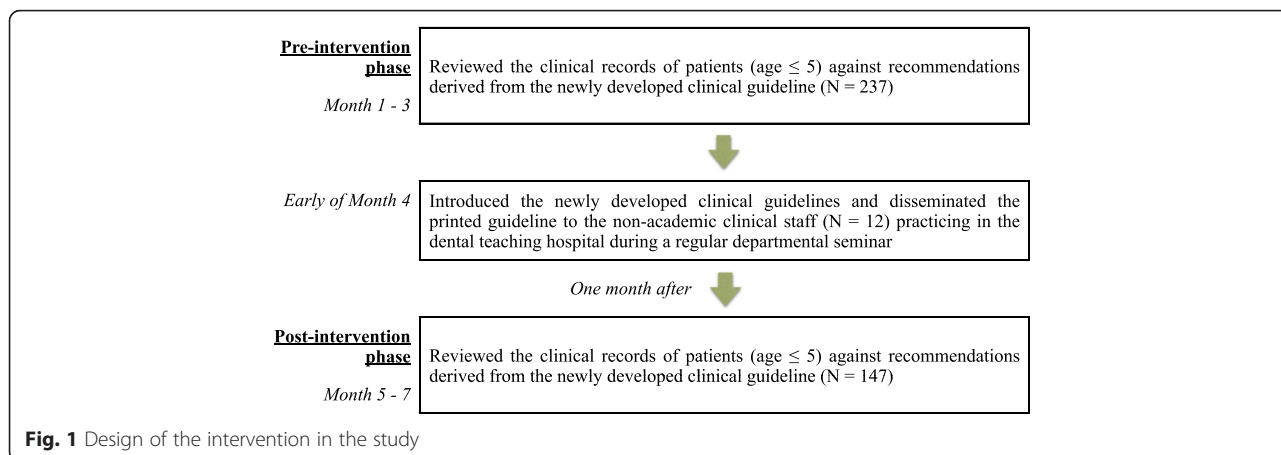 Pre-intervention
phase
Month 1 - 3
Reviewed the clinical records of patients (age ≤ 5) against recommendations
derived from the newly developed clinical guideline (N = 237)
Early of Month 4
Introduced the newly developed clinical guidelines and disseminated the
printed guideline to the non-academic clinical staff (N = 12) practicing in the
dental teaching hospital during a regular departmental seminar
One month after
Post-intervention
phase
Month 5 - 7
Reviewed the clinical records of patients (age ≤ 5) against recommendations
derived from the newly developed clinical guideline (N = 147)
Fig. 1 Design of the intervention in the study